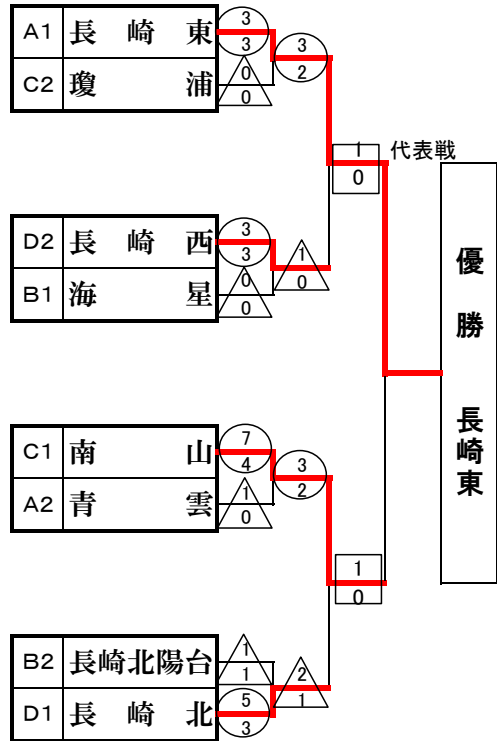 A1 長崎東 3 3
C2 瓊浦 0 0
3 2
1 0 代表戦
D2 長崎西 3 3
B1 海星 0 0
1 0
優勝 長崎東
C1 南山 7 4
A2 青雲 1 0
3 2
1 0
B2 長崎北陽台 1 1
D1 長崎北 5 3
2 1